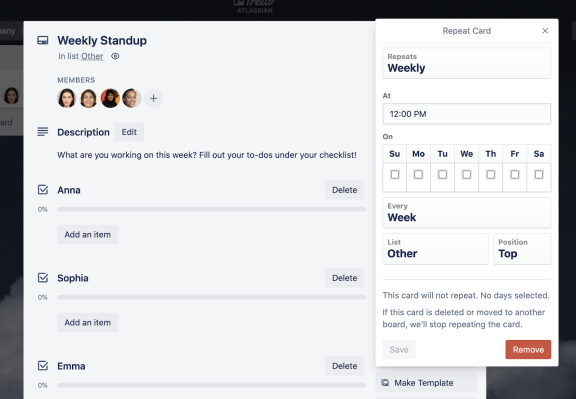 Trello
ATLASSIAN
pany
ard
Weekly Standup
in list Other
MEMBERS
+
Description Edit
What are you working on this week? Fill out your to-dos under your checklist!
Anna Delete
0%
Add an item
Sophia Delete
0%
Add an item
Emma Delete
0%
Repeat Card
Repeats
Weekly
At
12:00 PM
On
Su Mo Tu We Th Fr Sa
Every
Week
List
Other
Position
Top
This card will not repeat. No days selected.
If this card is deleted or moved to another
board, we'll stop repeating the card.
Save Remove
Make Template